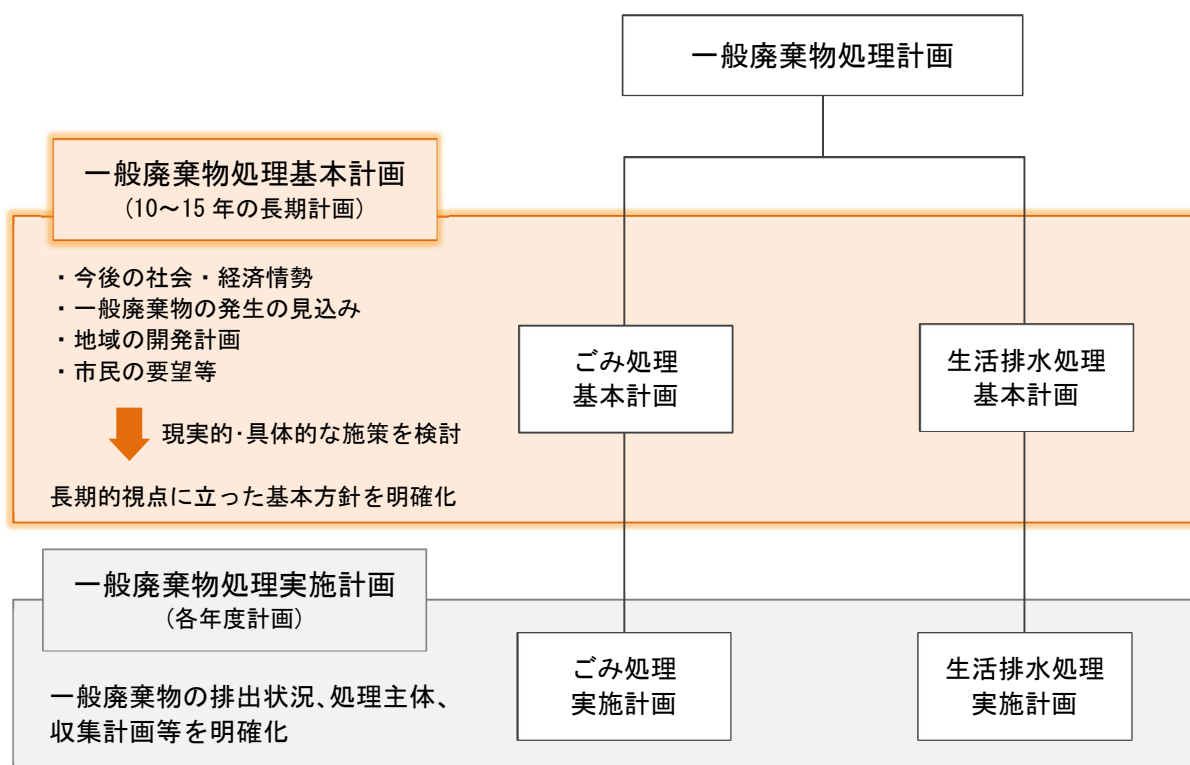 一般廃棄物処理計画
一般廃棄物処理基本計画
(10～15 年の長期計画)
・今後の社会・経済情勢
・一般廃棄物の発生の見込み
・地域の開発計画
・市民の要望等
現実的・具体的な施策を検討
長期的視点に立った基本方針を明確化
ごみ処理
基本計画
生活排水処理
基本計画
一般廃棄物処理実施計画
(各年度計画)
一般廃棄物の排出状況、処理主体、
収集計画等を明確化
ごみ処理
実施計画
生活排水処理
実施計画